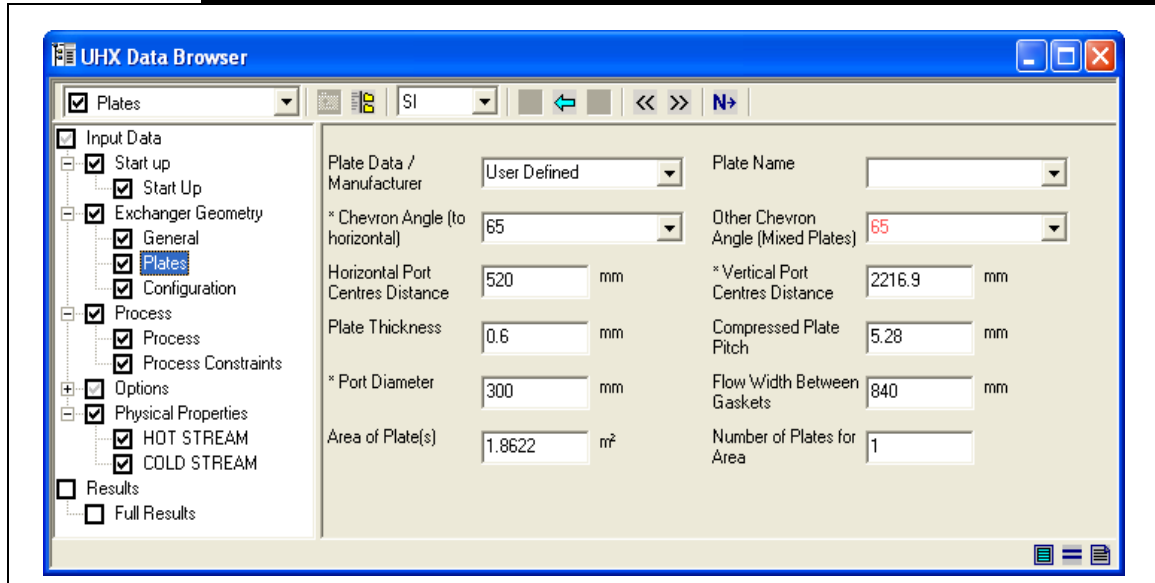 UHX Data Browser
Plates
SI
N
Input Data
Start up
Start Up
Exchanger Geometry
General
Plates
Configuration
Process
Process
Process Constraints
Options
Physical Properties
HOT STREAM
COLD STREAM
Results
Full Results
Plate Data /
Manufacturer
User Defined
Plate Name
* Chevron Angle (to
horizontal)
65
Other Chevron
Angle (Mixed Plates)
65
Horizontal Port
Centres Distance
520 mm
* Vertical Port
Centres Distance
2216.9 mm
Plate Thickness
0.6 mm
Compressed Plate
Pitch
5.28 mm
* Port Diameter
300 mm
Flow Width Between
Gaskets
840 mm
Area of Plate(s)
1.8622 m²
Number of Plates for
Area
1